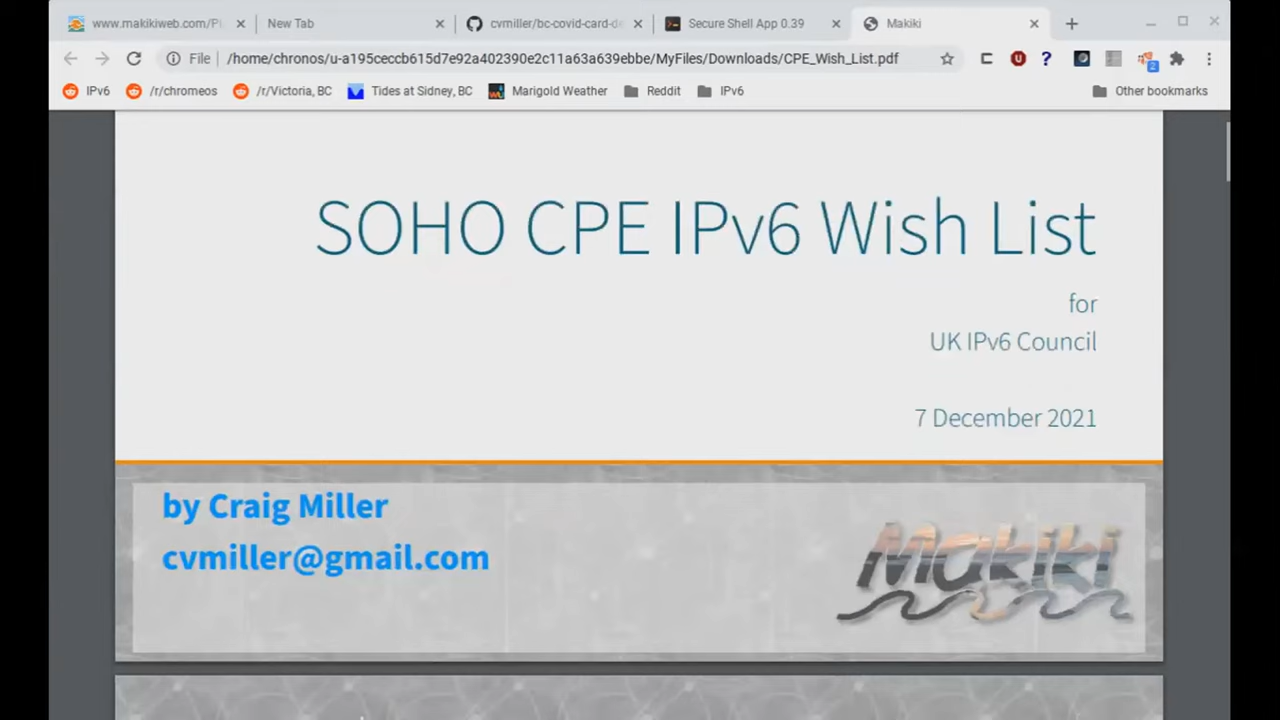 www.makikiweb.com/Pi
New Tab
cvmiller/bc-covid-card-de
Secure Shell App 0.39
Makiki
File
/home/chronos/u-a195ceccb615d7e92a402390e2c11a63a639ebbe/MyFiles/Downloads/CPE_Wish_List.pdf
2
IPv6
/r/chromeos
/r/Victoria, BC
Tides at Sidney, BC
Marigold Weather
Reddit
IPv6
Other bookmarks
SOHO CPE IPv6 Wish List
for
UK IPv6 Council
7 December 2021
by Craig Miller
cvmiller@gmail.com
Makiki